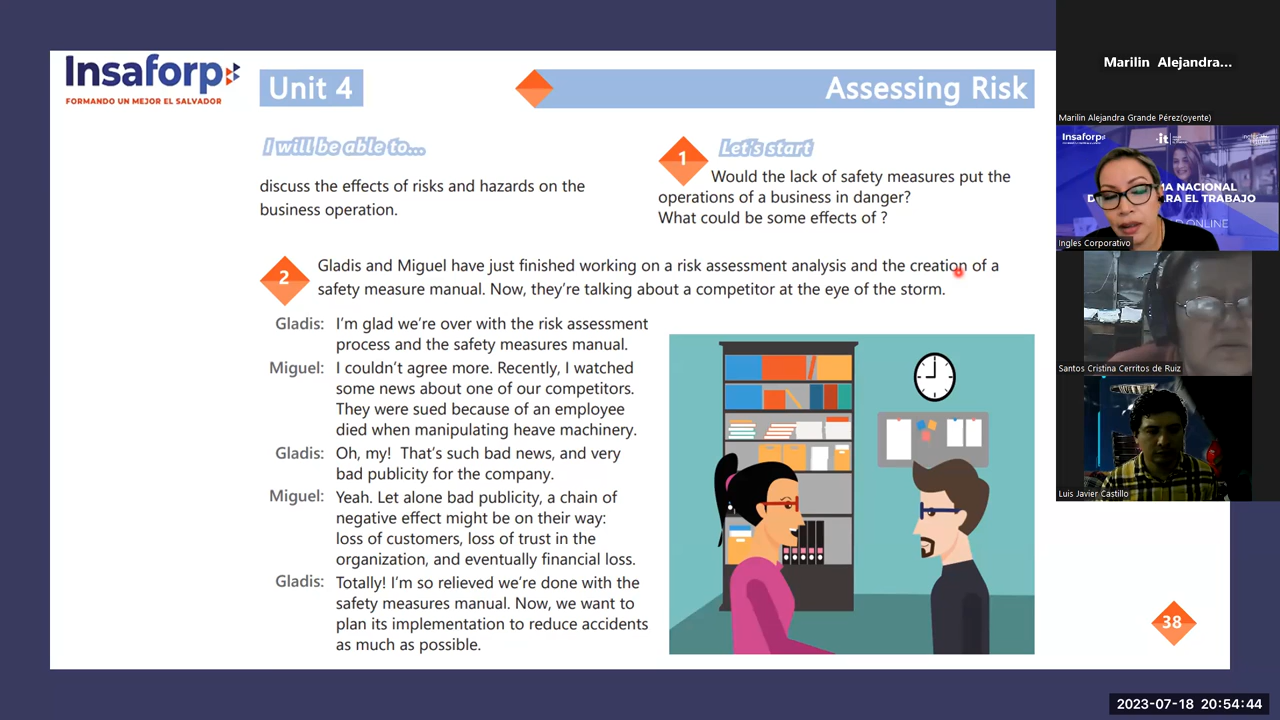 Insaforp
FORMANDO UN MEJOR EL SALVADOR
Unit 4
Assessing Risk
I will be able to...
discuss the effects of risks and hazards on the
business operation.
1
Let's start
Would the lack of safety measures put the
operations of a business in danger?
What could be some effects of ?
2
Gladis and Miguel have just finished working on a risk assessment analysis and the creation of a
safety measure manual. Now, they're talking about a competitor at the eye of the storm.
Gladis: I'm glad we're over with the risk assessment
process and the safety measures manual.
Miguel: I couldn't agree more. Recently, I watched
some news about one of our competitors.
They were sued because of an employee
died when manipulating heave machinery.
Gladis: Oh, my! That's such bad news, and very
bad publicity for the company.
Miguel: Yeah. Let alone bad publicity, a chain of
negative effect might be on their way:
loss of customers, loss of trust in the
organization, and eventually financial loss.
Gladis: Totally! I'm so relieved we're done with the
safety measures manual. Now, we want to
plan its implementation to reduce accidents
as much as possible.
38
Marilin Alejandra...
Marilin Alejandra Grande Pérez(oyente)
Insaforp
it
MA NACIONAL
PARA EL TRABAJO
ONLINE
Ingles Corporativo
Santos Cristina Cerritos de Ruiz
Luis Javier Castillo
2023-07-18 20:54:44